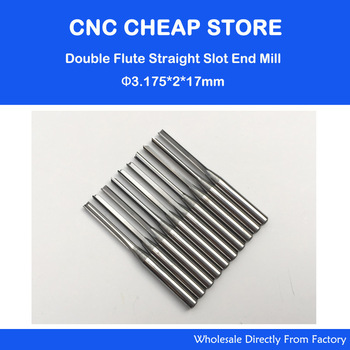 CNC CHEAP STORE
Double Flute Straight Slot End Mill
Φ3.175*2*17mm
Wholesale Directly From Factory